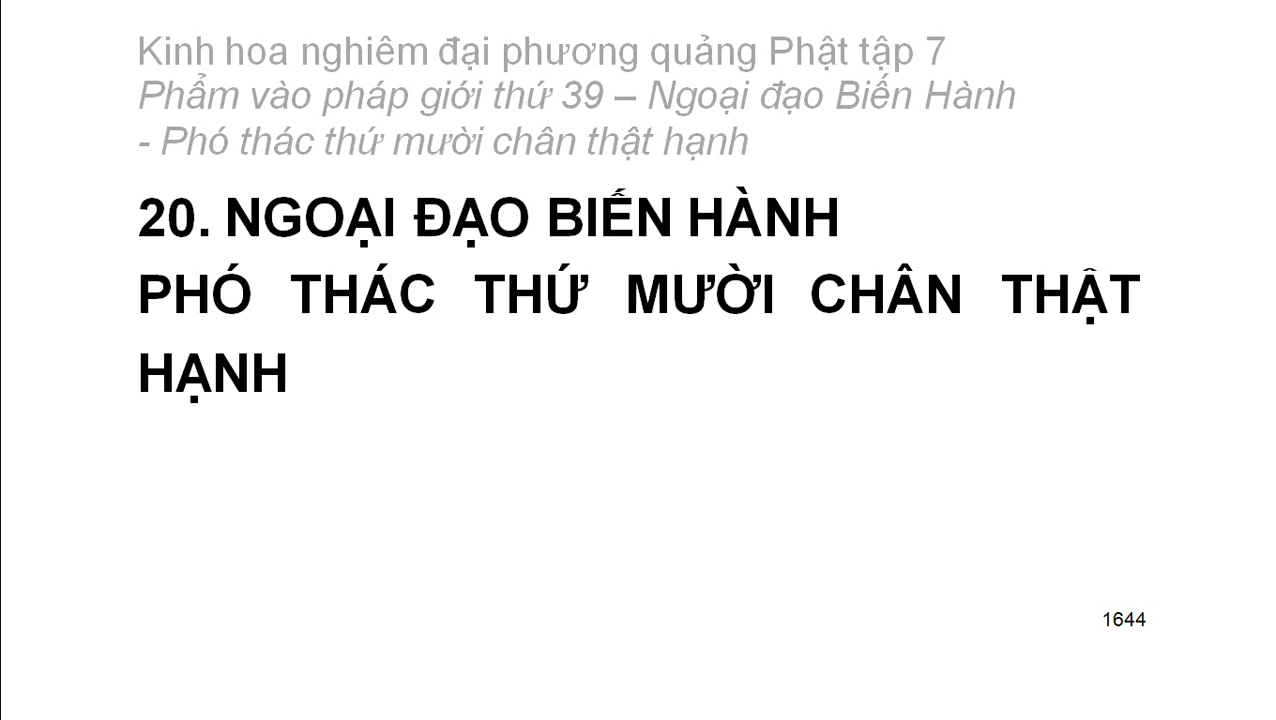 Kinh hoa nghiêm đại phương quảng Phật tập 7
Phẩm vào pháp giới thứ 39 – Ngoại đạo Biến Hành
- Phó thác thứ mười chân thật hạnh
20. NGOẠI ĐẠO BIẾN HÀNH
PHÓ THÁC THỨ MƯỜI CHÂN THẬT
HẠNH
1644